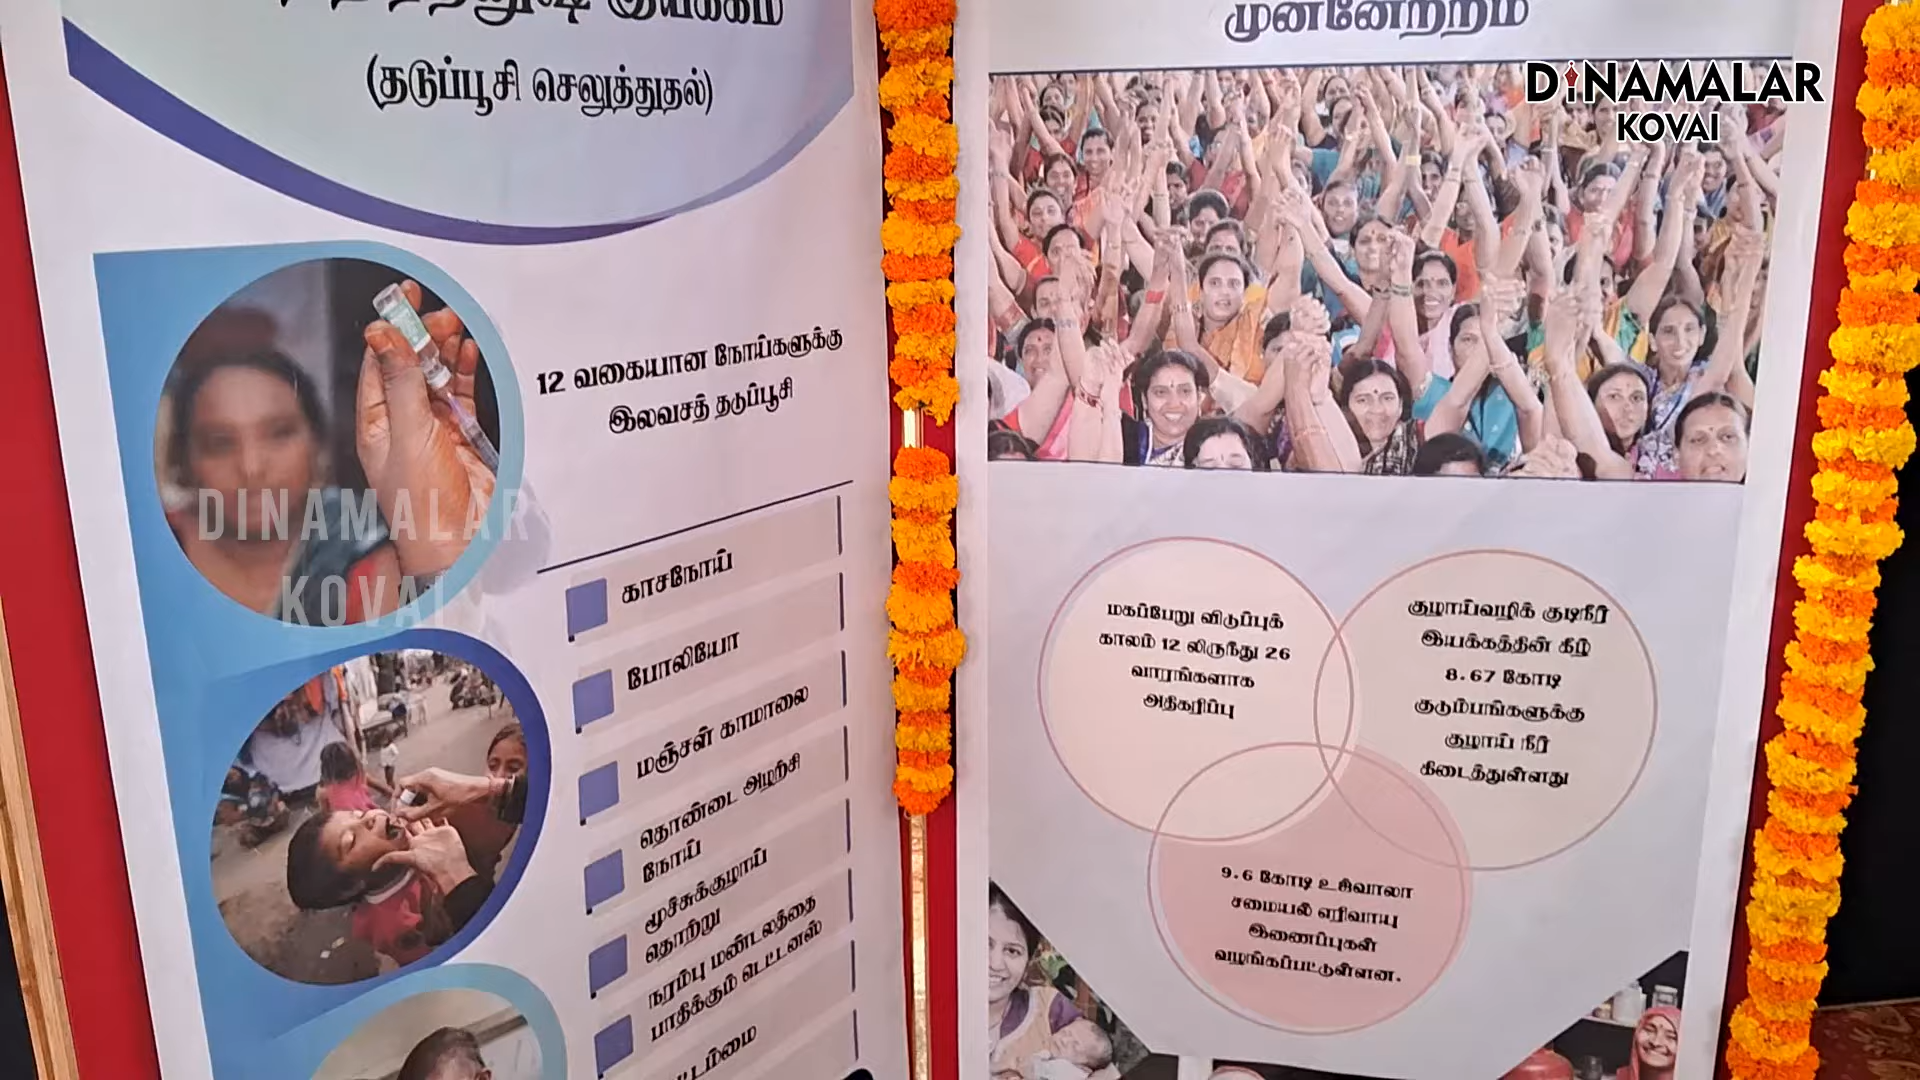 இயக்கம்
(தடுப்பூசி செலுத்துதல்)
12 வகையான நோய்களுக்கு
இலவசத் தடுப்பூசி
காசநோய்
போலியோ
மஞ்சள் காமாலை
தொண்டை அழற்சி
நோய்
மூச்சுக்குழாய்
தொற்று
நரம்பு மண்டலத்தை
பாதிக்கும் டெட்டனஸ்
DINAMALAR
KOVAI
முன்னேற்றம்
DINAMALAR
KOVAI
மகப்பேறு விடுப்புக்
காலம் 12 லிருந்து 26
வாரங்களாக
அதிகரிப்பு
குழாய்வழிக் குடிநீர்
இயக்கத்தின் கீழ்
8.67 கோடி
குடும்பங்களுக்கு
குழாய் நீர்
கிடைத்துள்ளது
9.6 கோடி உஜ்வாலா
சமையல் எரிவாயு
இணைப்புகள்
வழங்கப்பட்டுள்ளன.